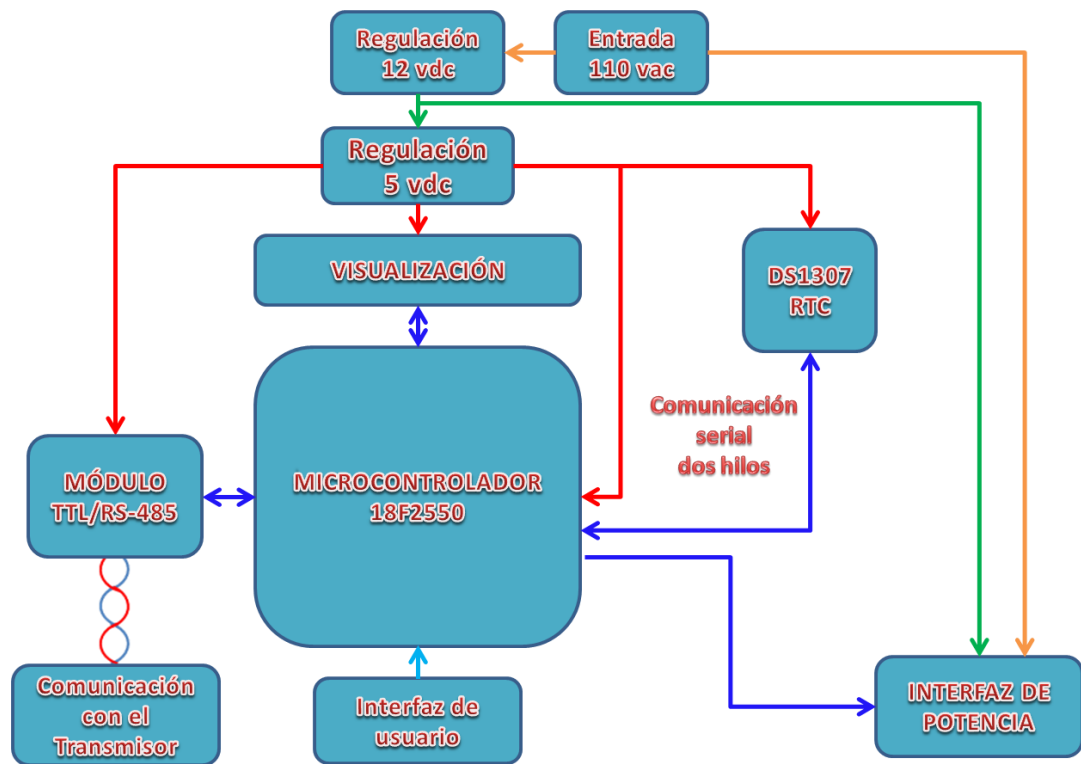 Regulación
12 vdc
Entrada
110 vac
Regulación
5 vdc
VISUALIZACIÓN
DS1307
RTC
Comunicación
serial
dos hilos
MÓDULO
TTL/RS-485
MICROCONTROLADOR
18F2550
Comunicación
con el
Transmisor
Interfaz de
usuario
INTERFAZ DE
POTENCIA